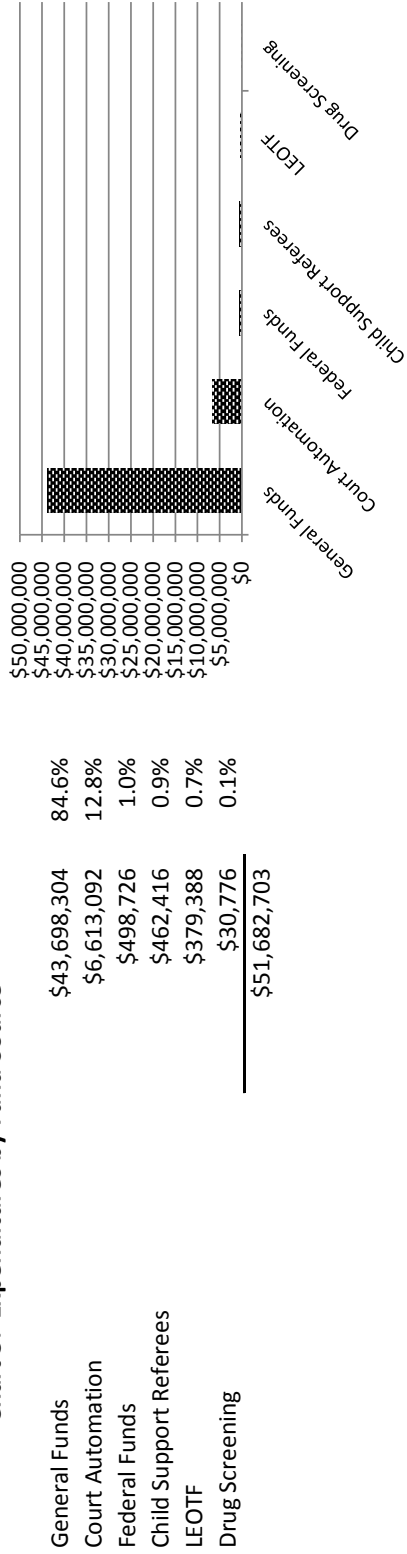 General Funds $43,698,304 84.6%
Court Automation $6,613,092 12.8%
Federal Funds $498,726 1.0%
Child Support Referees $462,416 0.9%
LEOTF $379,388 0.7%
Drug Screening $30,776 0.1%
$51,682,703
$50,000,000
$45,000,000
$40,000,000
$35,000,000
$30,000,000
$25,000,000
$20,000,000
$15,000,000
$10,000,000
$5,000,000
$0
General Funds
Court Automation
Federal Funds
Child Support Referees
LEOTF
Drug Screening